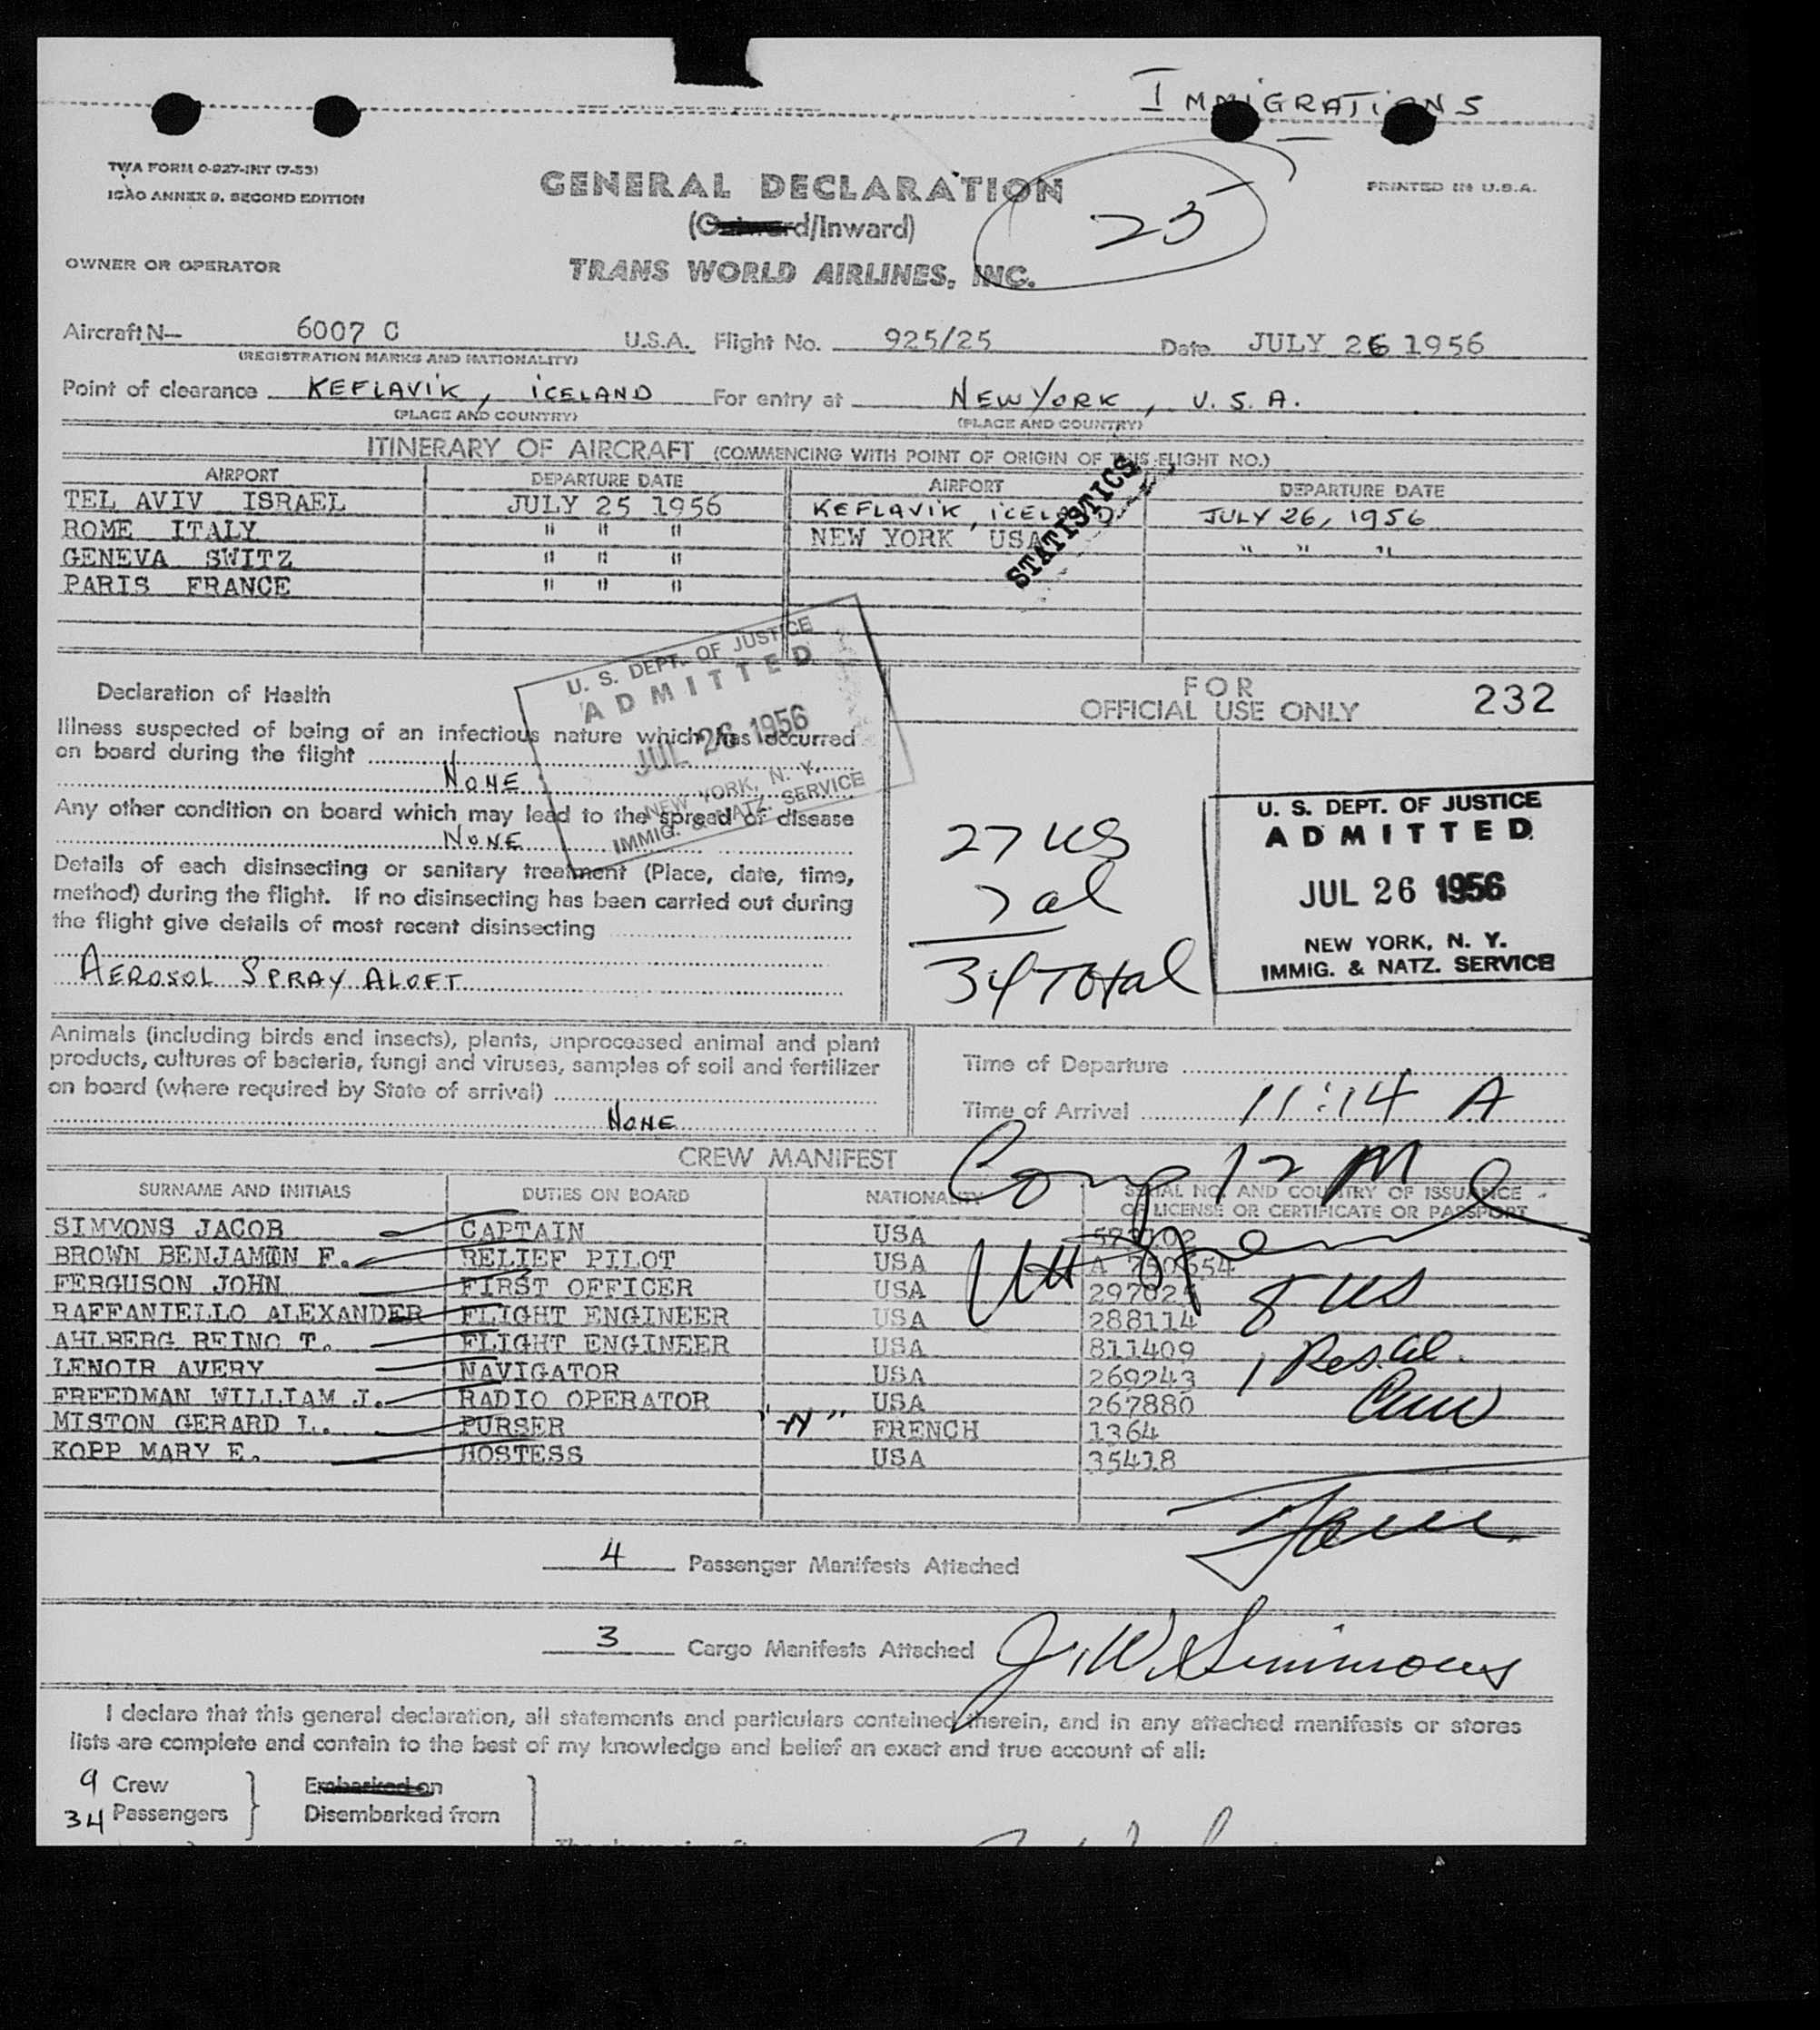 IMMIGRATIONS
TWA FORM 0-927-INT (7-53)
ICAO ANNEX 9, SECOND EDITION
PRINTED IN U.S.A.
GENERAL DECLARATION
25
(Outward/Inward)
OWNER OR OPERATOR
TRANS WORLD AIRLINES, INC.
Aircraft N— 6007 C U.S.A. Flight No. 925/25 Date JULY 26 1956
(REGISTRATION MARKS AND NATIONALITY)
Point of clearance KEFLAVIK, ICELAND For entry at NEW YORK, U.S.A.
(PLACE AND COUNTRY) (PLACE AND COUNTRY)
ITINERARY OF AIRCRAFT (COMMENCING WITH POINT OF ORIGIN OF THIS FLIGHT NO.)
AIRPORT DEPARTURE DATE AIRPORT DEPARTURE DATE
TEL AVIV ISRAEL JULY 25 1956 KEFLAVIK, ICELAND JULY 26, 1956
ROME ITALY " " " NEW YORK USA " " "
GENEVA SWITZ " " "
PARIS FRANCE " " "
STATISTICS
U. S. DEPT. OF JUSTICE
ADMITTED
JUL 26 1956
NEW YORK, N. Y.
IMMIG. & NATZ. SERVICE
Declaration of Health
Illness suspected of being of an infectious nature which has occurred
on board during the flight
NONE
Any other condition on board which may lead to the spread of disease
NONE
Details of each disinsecting or sanitary treatment (Place, date, time,
method) during the flight. If no disinsecting has been carried out during
the flight give details of most recent disinsecting
AEROSOL SPRAY ALOFT
FOR
OFFICIAL USE ONLY 232
27 US
7 al
34 Total
U. S. DEPT. OF JUSTICE
ADMITTED
JUL 26 1956
NEW YORK, N. Y.
IMMIG. & NATZ. SERVICE
Animals (including birds and insects), plants, unprocessed animal and plant
products, cultures of bacteria, fungi and viruses, samples of soil and fertilizer
on board (where required by State of arrival)
NONE
Time of Departure
Time of Arrival 11:14 A
CREW MANIFEST
SURNAME AND INITIALS DUTIES ON BOARD NATIONALITY SERIAL NO. AND COUNTRY OF ISSUANCE
OF LICENSE OR CERTIFICATE OR PASSPORT
SIMMONS JACOB CAPTAIN USA
BROWN BENJAMIN F. RELIEF PILOT USA
FERGUSON JOHN FIRST OFFICER USA
RAFFANIELLO ALEXANDER FLIGHT ENGINEER USA 288114
AHLBERG REINO T. FLIGHT ENGINEER USA 811409
LENOIR AVERY NAVIGATOR USA 269243
FREEDMAN WILLIAM J. RADIO OPERATOR USA 267880
MISTON GERARD L. PURSER "N" FRENCH 1364
KOPP MARY E. HOSTESS USA 35418
12 M
8 US
1 Res. al.
4 Passenger Manifests Attached
3 Cargo Manifests Attached
J. W. Simmons
I declare that this general declaration, all statements and particulars contained therein, and in any attached manifests or stores
lists are complete and contain to the best of my knowledge and belief an exact and true account of all:
9 Crew Embarked on
34 Passengers Disembarked from